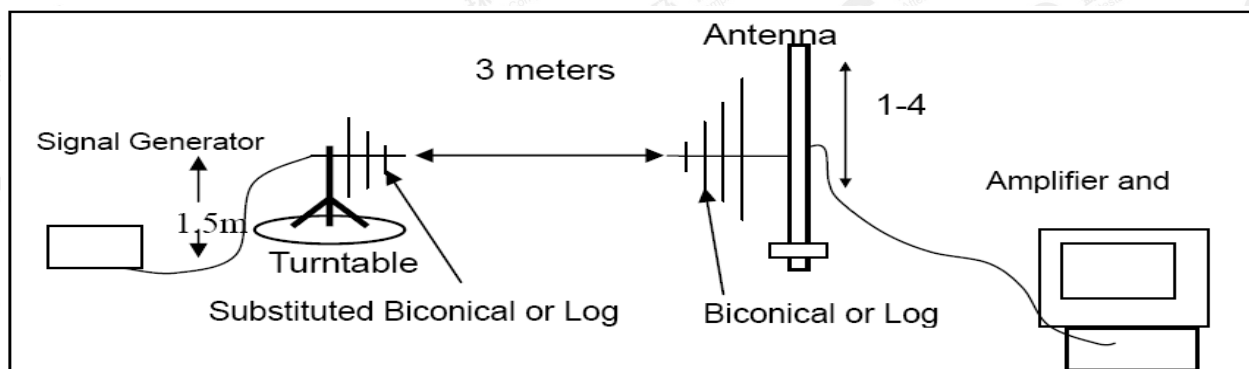 Antenna
3 meters
1-4
Signal Generator
Amplifier and
1.5m
Turntable
Substituted Biconical or Log
Biconical or Log